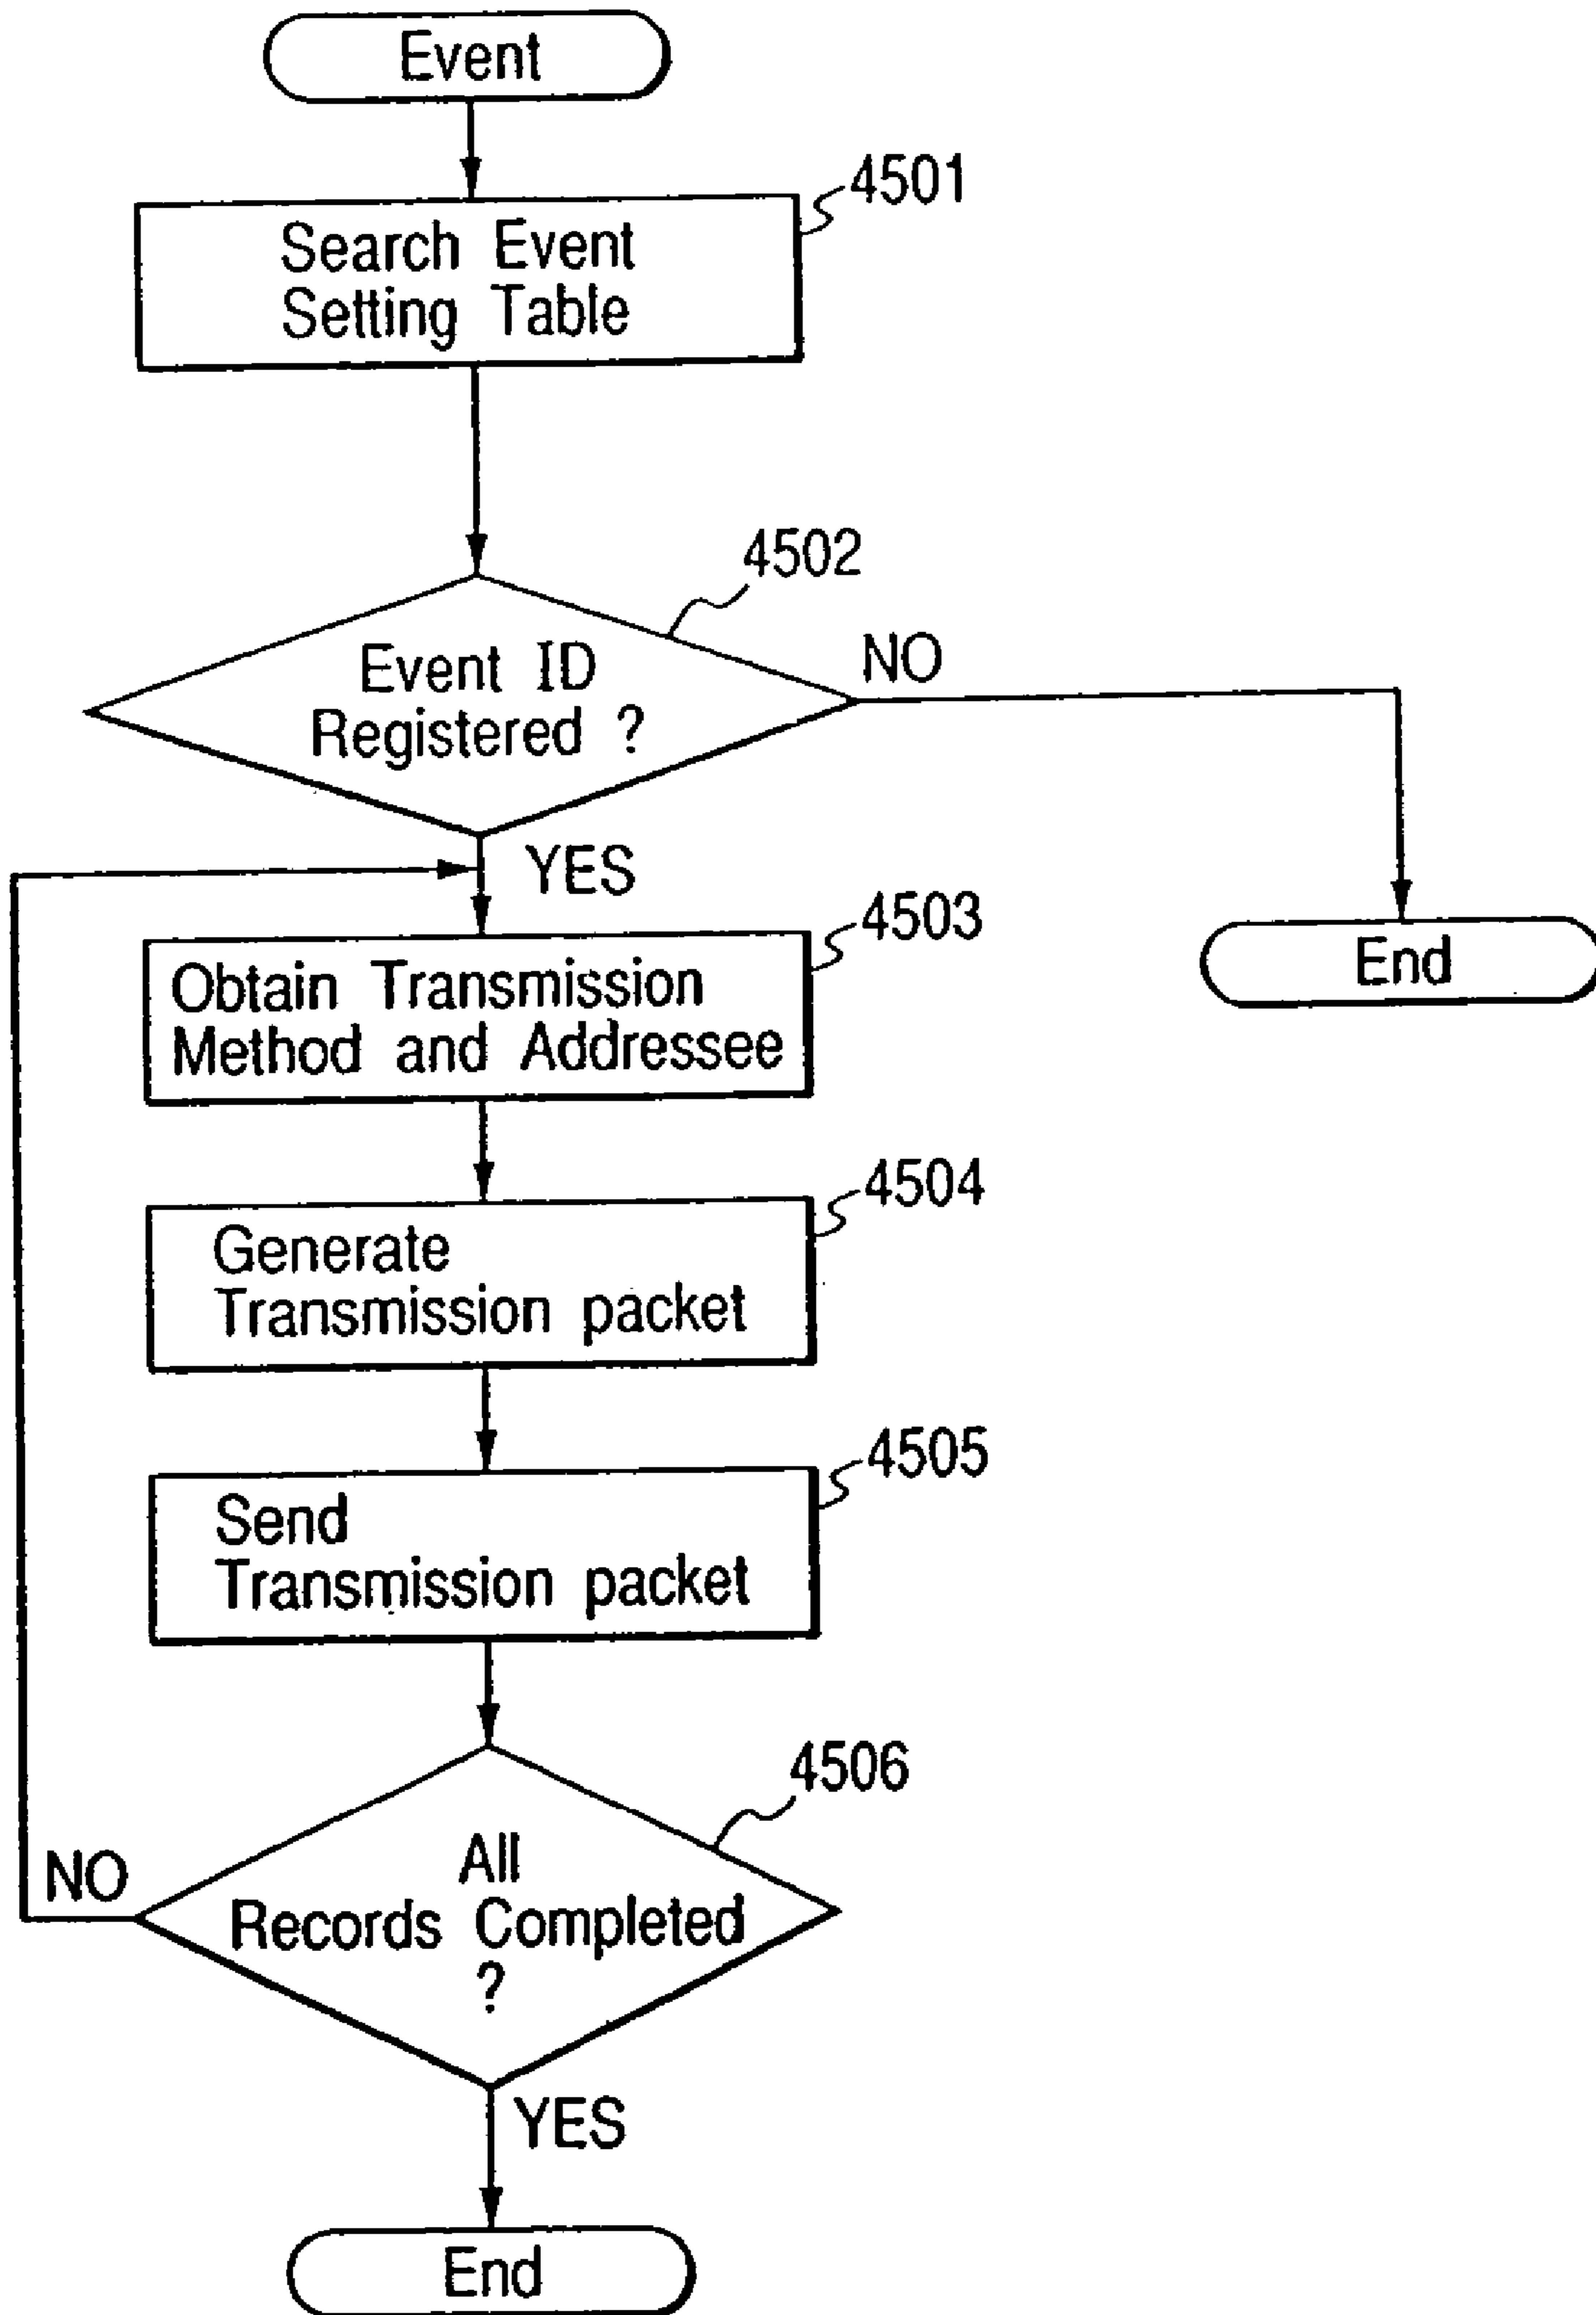 Event
4501
Search Event
Setting Table
4502
Event ID
Registered ?
NO
YES
4503
Obtain Transmission
Method and Addressee
End
4504
Generate
Transmission packet
4505
Send
Transmission packet
4506
All
Records Completed
?
NO
YES
End